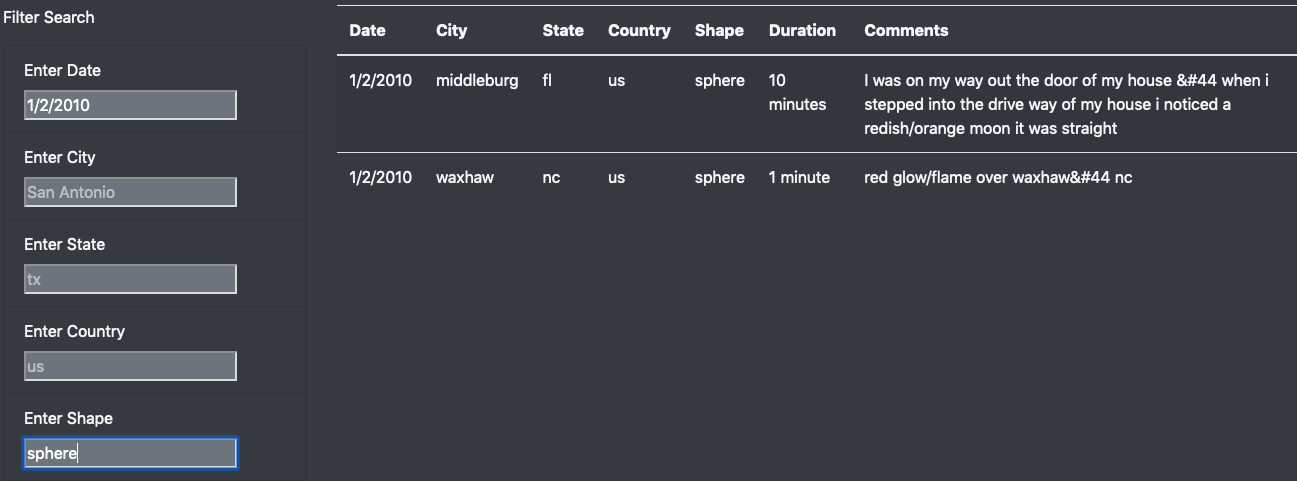 Filter Search
Enter Date
1/2/2010
Enter City
San Antonio
Enter State
tx
Enter Country
us
Enter Shape
sphere
Date City State Country Shape Duration Comments
1/2/2010 middleburg fl us sphere 10 minutes I was on my way out the door of my house &#44 when i
stepped into the drive way of my house i noticed a
redish/orange moon it was straight
1/2/2010 waxhaw nc us sphere 1 minute red glow/flame over waxhaw&#44 nc